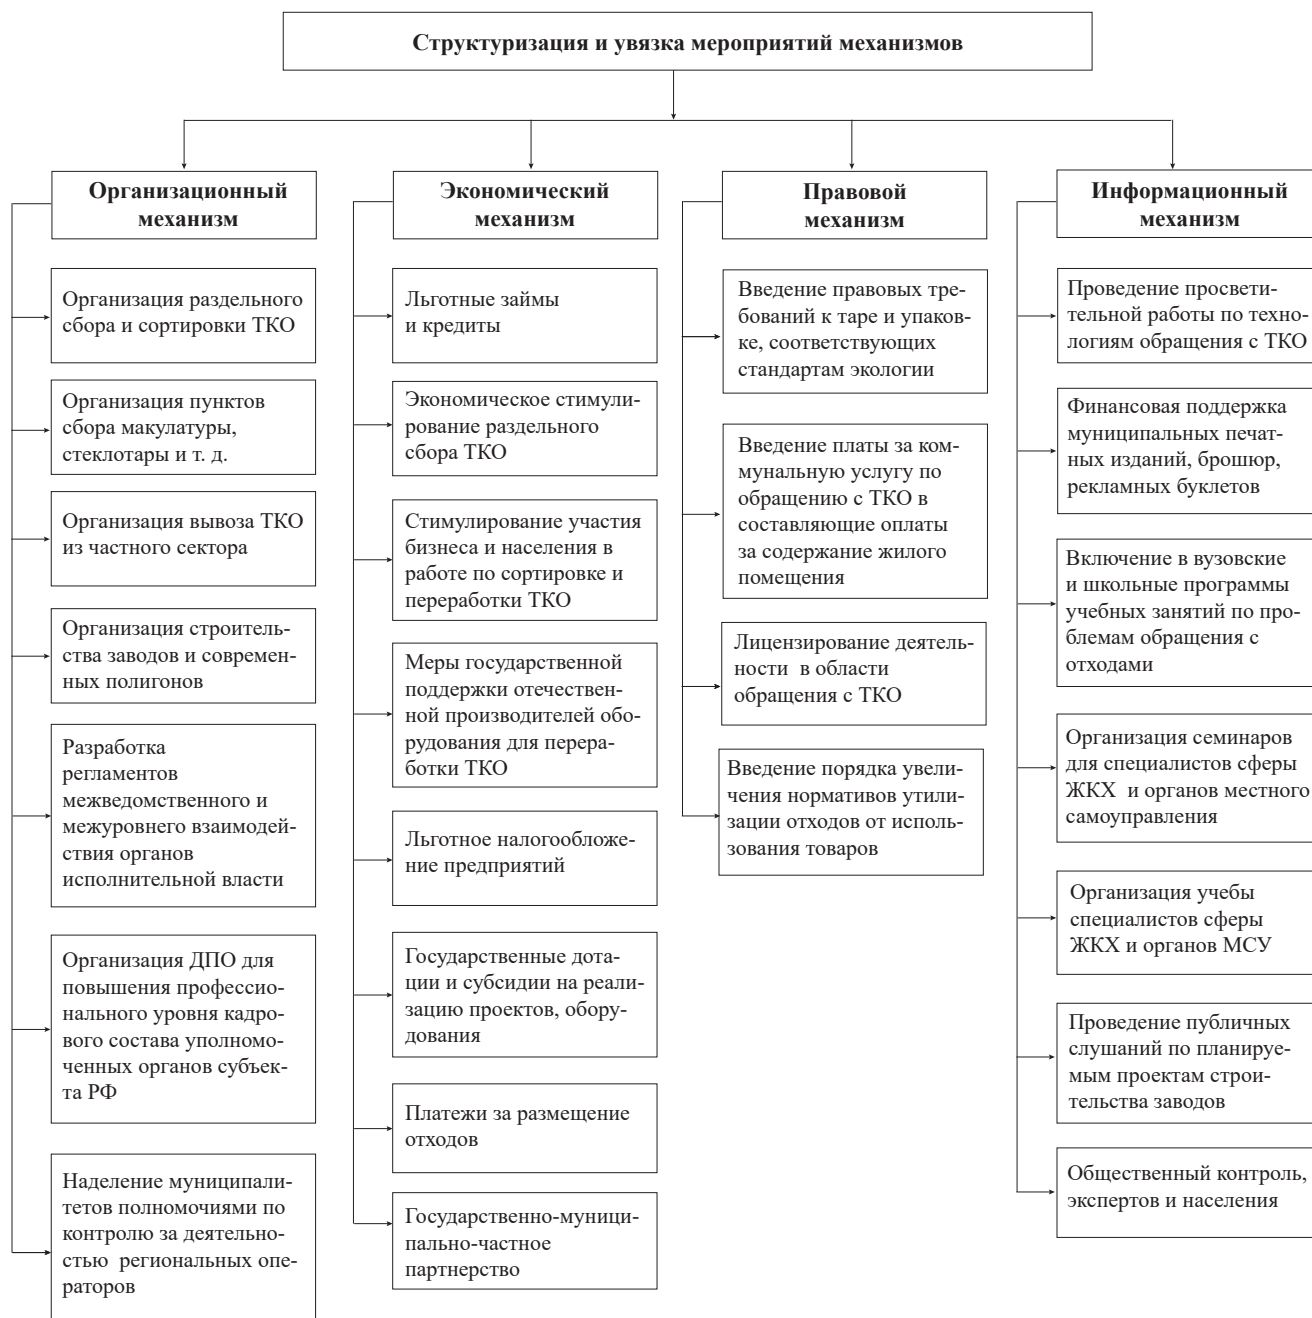 Структуризация и увязка мероприятий механизмов
Организационный
механизм
Организация раздельного
сбора и сортировки ТКО
Организация пунктов
сбора макулатуры,
стеклотары и т. д.
Организация вывоза ТКО
из частного сектора
Организация строитель-
ства заводов и современ-
ных полигонов
Разработка
регламентов
межведомственного и
межуровнего взаимодей-
ствия органов
исполнительной власти
Организация ДПО для
повышения профессио-
нального уровня кадро-
вого состава уполномо-
ченных органов субъек-
та РФ
Наделение муниципали-
тетов полномочиями по
контролю за деятельно-
стью региональных опе-
раторов
Экономический
механизм
Льготные займы
и кредиты
Экономическое стимули-
рование раздельного
сбора ТКО
Стимулирование участия
бизнеса и населения в
работе по сортировке и
переработки ТКО
Меры государственной
поддержки отечествен-
ной производителей обо-
рудования для перера-
ботки ТКО
Льготное налогообложе-
ние предприятий
Государственные дота-
ции и субсидии на реали-
зацию проектов, обору-
дования
Платежи за размещение
отходов
Государственно-муници-
пально-частное
партнерство
Правовой
механизм
Введение правовых тре-
бований к таре и упаков-
ке, соответствующих
стандартам экологии
Введение платы за ком-
мунальную услугу по
обращению с ТКО в
составляющие оплаты
за содержание жилого
помещения
Лицензирование деятель-
ности в области
обращения с ТКО
Введение порядка увели-
чения нормативов утили-
зации отходов от исполь-
зования товаров
Информационный
механизм
Проведение просвети-
тельной работы по техно-
логиям обращения с ТКО
Финансовая поддержка
муниципальных печат-
ных изданий, брошюр,
рекламных буклетов
Включение в вузовские
и школьные программы
учебных занятий по про-
блемам обращения с
отходами
Организация семинаров
для специалистов сферы
ЖКХ и органов местного
самоуправления
Организация учебы
специалистов сферы
ЖКХ и органов МСУ
Проведение публичных
слушаний по планируе-
мым проектам строи-
тельства заводов
Общественный контроль,
экспертов и населения